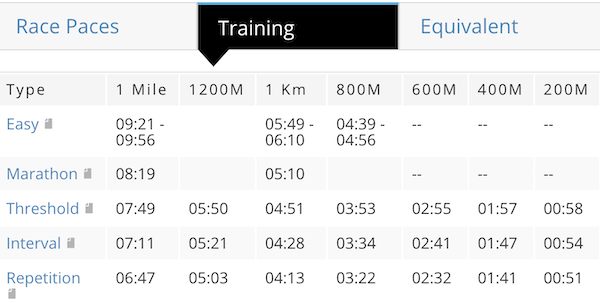 Race Paces Training Equivalent
Type 1 Mile 1200M 1 Km 800M 600M 400M 200M
Easy 09:21 - 09:56 05:49 - 06:10 04:39 - 04:56 -- -- --
Marathon 08:19 05:10 -- -- --
Threshold 07:49 05:50 04:51 03:53 02:55 01:57 00:58
Interval 07:11 05:21 04:28 03:34 02:41 01:47 00:54
Repetition 06:47 05:03 04:13 03:22 02:32 01:41 00:51